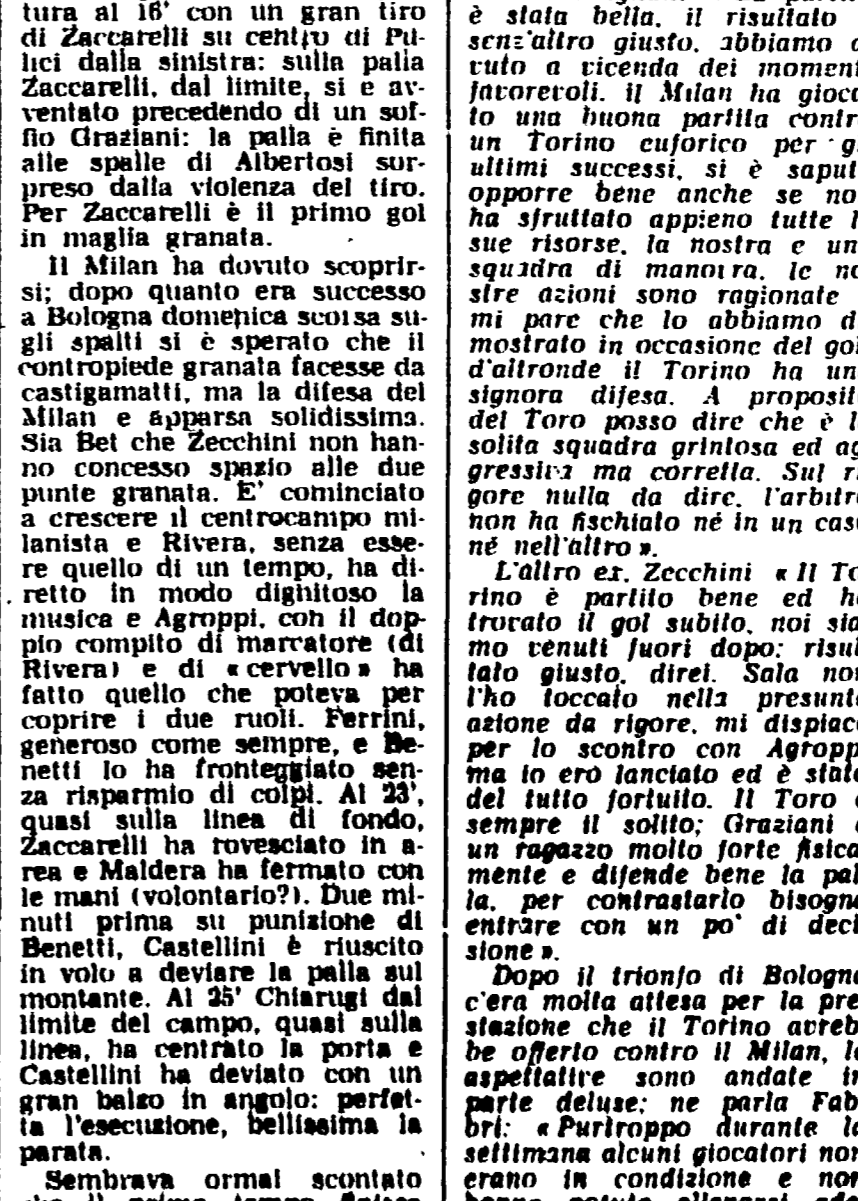 tura al 16' con un gran tiro
di Zaccarelli su centro di Pu-
lici dalla sinistra: sulla palla
Zaccarelli, dal limite, si è av-
ventato precedendo di un sof-
fio Graziani: la palla è finita
alle spalle di Albertosi sor-
preso dalla violenza del tiro.
Per Zaccarelli è il primo gol
in maglia granata.
Il Milan ha dovuto scoprir-
si; dopo quanto era successo
a Bologna domenica scorsa su-
gli spalti si è sperato che il
contropiede granata facesse da
castigamatti, ma la difesa del
Milan e apparsa solidissima.
Sia Bet che Zecchini non han-
no concesso spazio alle due
punte granata. E' cominciato
a crescere il centrocampo mi-
lanista e Rivera, senza esse-
re quello di un tempo, ha di-
retto in modo dignitoso la
musica e Agroppi, con il dop-
pio compito di marcatore (di
Rivera) e di «cervello» ha
fatto quello che poteva per
coprire i due ruoli. Ferrini,
generoso come sempre, e Be-
netti lo ha fronteggiato sen-
za risparmio di colpi. Al 23',
quasi sulla linea di fondo,
Zaccarelli ha rovesciato in a-
rea e Maldera ha fermato con
le mani (volontario?). Due mi-
nuti prima su punizione di
Benetti, Castellini è riuscito
in volo a deviare la palla sul
montante. Al 25' Chiarugi dal
limite del campo, quasi sulla
linea, ha centrato la porta e
Castellini ha deviato con un
gran balzo in angolo: perfet-
ta l'esecuzione, bellissima la
parata.
Sembrava ormai scontato
che il primo tempo
è stata bella, il risultato
senz'altro giusto, abbiamo a
vuto a vicenda dei moment
favorevoli. Il Milan ha gioca
to una buona partita contr
un Torino euforico per g
ultimi successi, si è saput
opporre bene anche se no
ha sfruttato appieno tutte l
sue risorse, la nostra e un
squadra di manovra, le no
stre azioni sono ragionate
mi pare che lo abbiamo di
mostrato in occasione del gol
d'altronde il Torino ha un
signora difesa. A proposit
del Toro posso dire che è l
solita squadra grintosa ed ag
gressiva ma corretta. Sul ri
gore nulla da dire, l'arbitr
non ha fischiato né in un cas
né nell'altro».
L'altro ex, Zecchini «Il To
rino è partito bene ed h
trovato il gol subito, noi sia
mo venuti fuori dopo: risul
tato giusto, direi. Sala non
l'ho toccato nella presunt
azione da rigore, mi dispiac
per lo scontro con Agropp
ma io ero lanciato ed è stat
del tutto fortuito. Il Toro è
sempre il solito; Graziani è
un ragazzo molto forte fisica
mente e difende bene la pal
la, per contrastarlo bisogn
entrare con un po' di deci
sione».
Dopo il trionfo di Bologna
c'era molta attesa per la pre
stazione che il Torino avreb
be offerto contro il Milan, le
aspettative sono andate in
parte deluse; ne parla Fab
bri: «Purtroppo durante la
settimana alcuni giocatori non
erano in condizione e non